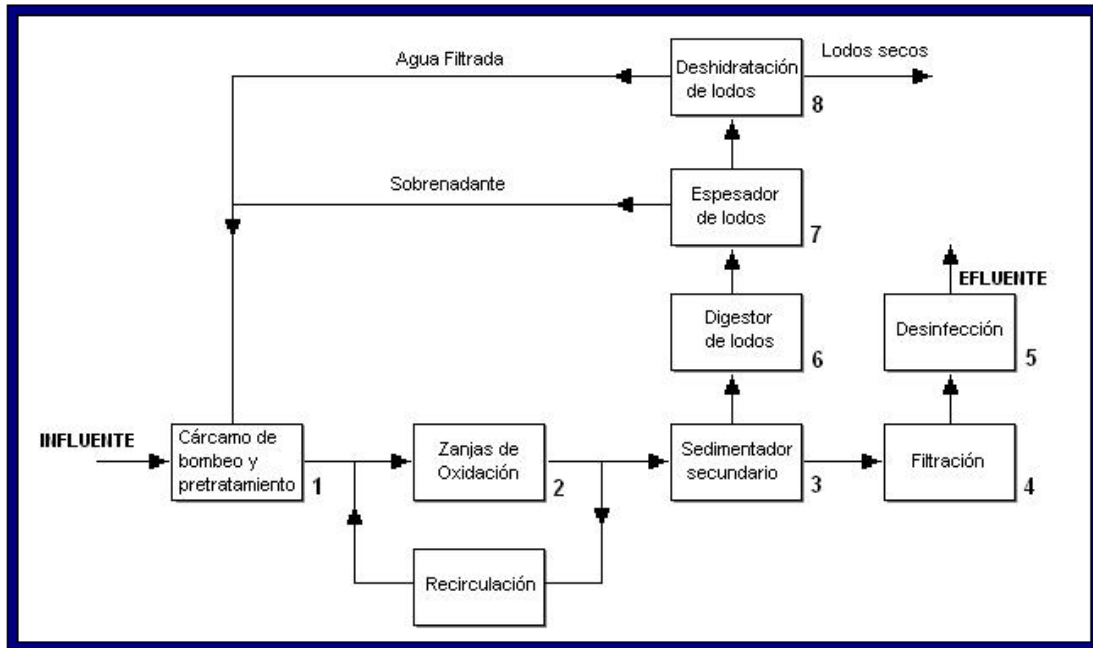 Agua Filtrada
Deshidratación
de lodos
8
Lodos secos
Sobrenadante
Espesador
de lodos
7
Digestor
de lodos
6
EFLUENTE
Desinfección
5
INFLUENTE
Cárcamo de
bombeo y
pretratamiento
1
Zanjas de
Oxidación
2
Sedimentador
secundario
3
Filtración
4
Recirculación